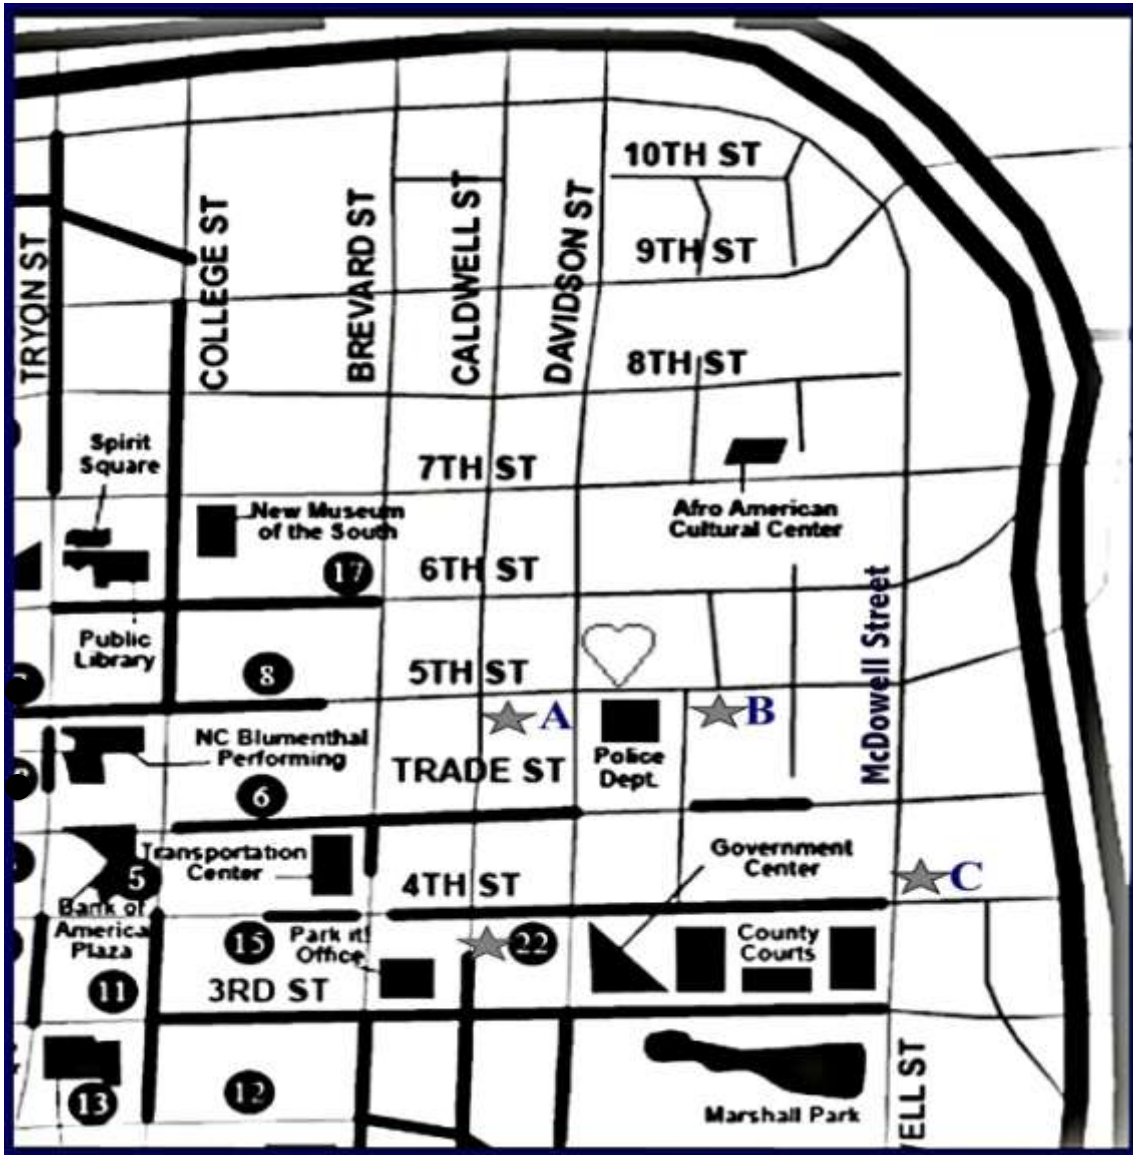 10TH ST
9TH ST
8TH ST
TRYON ST
COLLEGE ST
BREVARD ST
CALDWELL ST
DAVIDSON ST
Spirit
Square
7TH ST
New Museum
of the South
Afro American
Cultural Center
17
6TH ST
McDowell Street
Public
Library
8
5TH ST
A
B
NC Blumenthal
Performing
Police
Dept.
TRADE ST
6
Transportation
Center
5
4TH ST
Government
Center
C
Bank of
America
Plaza
15
Park it!
Office
22
County
Courts
11
3RD ST
13
12
Marshall Park
ELL ST